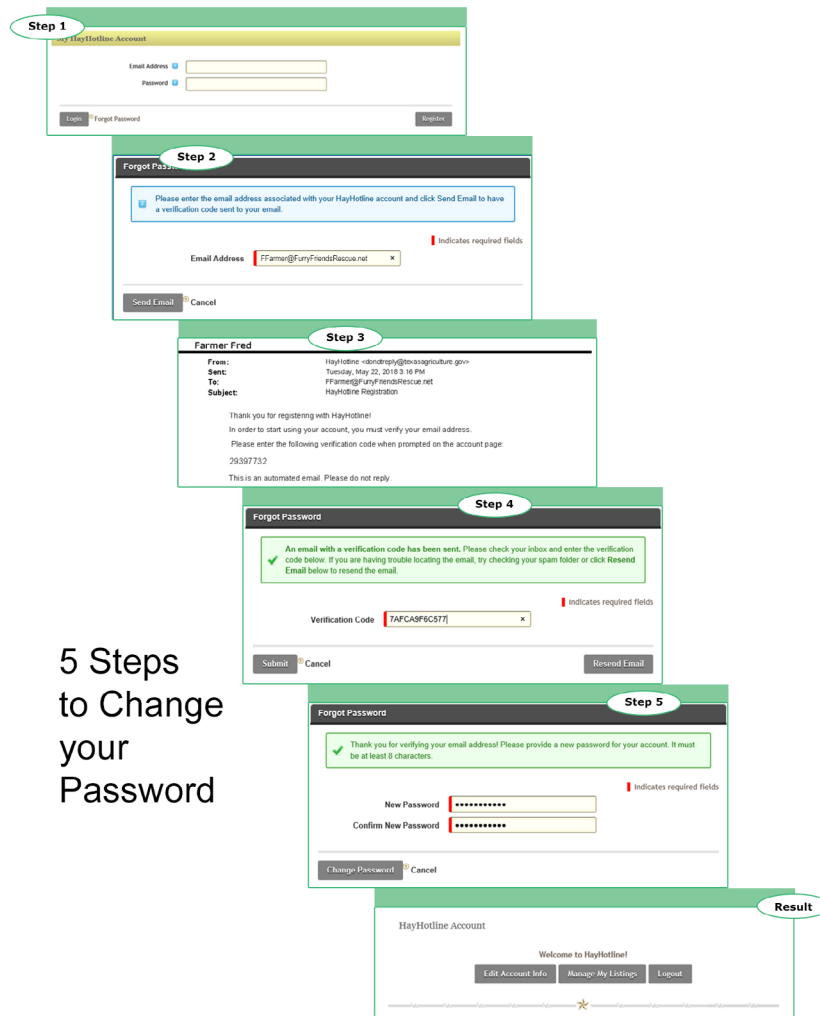 Step 1
My HayHotline Account
Email Address
Password
Login Forgot Password Register
Step 2
Forgot Pass
Please enter the email address associated with your HayHotline account and click Send Email to have
a verification code sent to your email.
Indicates required fields
Email Address FFarmer@FurryFriendsRescue.net ×
Send Email Cancel
Step 3
Farmer Fred
From: HayHotline <donotreply@texasagriculture.gov>
Sent: Tuesday, May 22, 2018 3:16 PM
To: FFarmer@FurryFriendsRescue.net
Subject: HayHotline Registration
Thank you for registering with HayHotline!
In order to start using your account, you must verify your email address.
Please enter the following verification code when prompted on the account page:
29397732
This is an automated email. Please do not reply.
Step 4
Forgot Password
An email with a verification code has been sent. Please check your inbox and enter the verification
code below. If you are having trouble locating the email, try checking your spam folder or click Resend
Email below to resend the email.
Indicates required fields
Verification Code 7AFCA9F6C577 ×
Submit Cancel Resend Email
5 Steps
to Change
your
Password
Step 5
Forgot Password
Thank you for verifying your email address! Please provide a new password for your account. It must
be at least 8 characters.
Indicates required fields
New Password •••••••••••
Confirm New Password •••••••••••
Change Password Cancel
Result
HayHotline Account
Welcome to HayHotline!
Edit Account Info Manage My Listings Logout